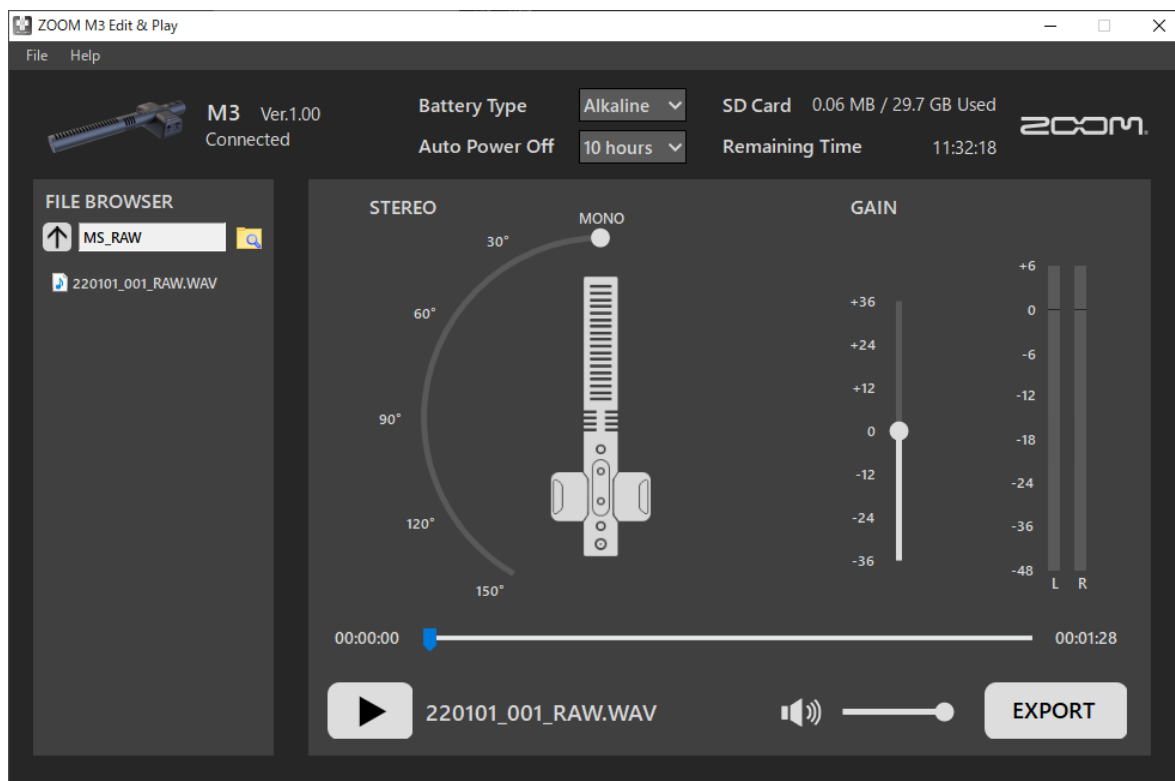 ZOOM M3 Edit & Play
File Help
M3 Ver.1.00
Connected
Battery Type Alkaline
Auto Power Off 10 hours
SD Card 0.06 MB / 29.7 GB Used
Remaining Time 11:32:18
ZOOM.
FILE BROWSER
MS_RAW
220101_001_RAW.WAV
STEREO
MONO
30°
60°
90°
120°
150°
GAIN
+36
+24
+12
0
-12
-24
-36
+6
0
-6
-12
-18
-24
-36
-48
L R
00:00:00 00:01:28
220101_001_RAW.WAV
EXPORT